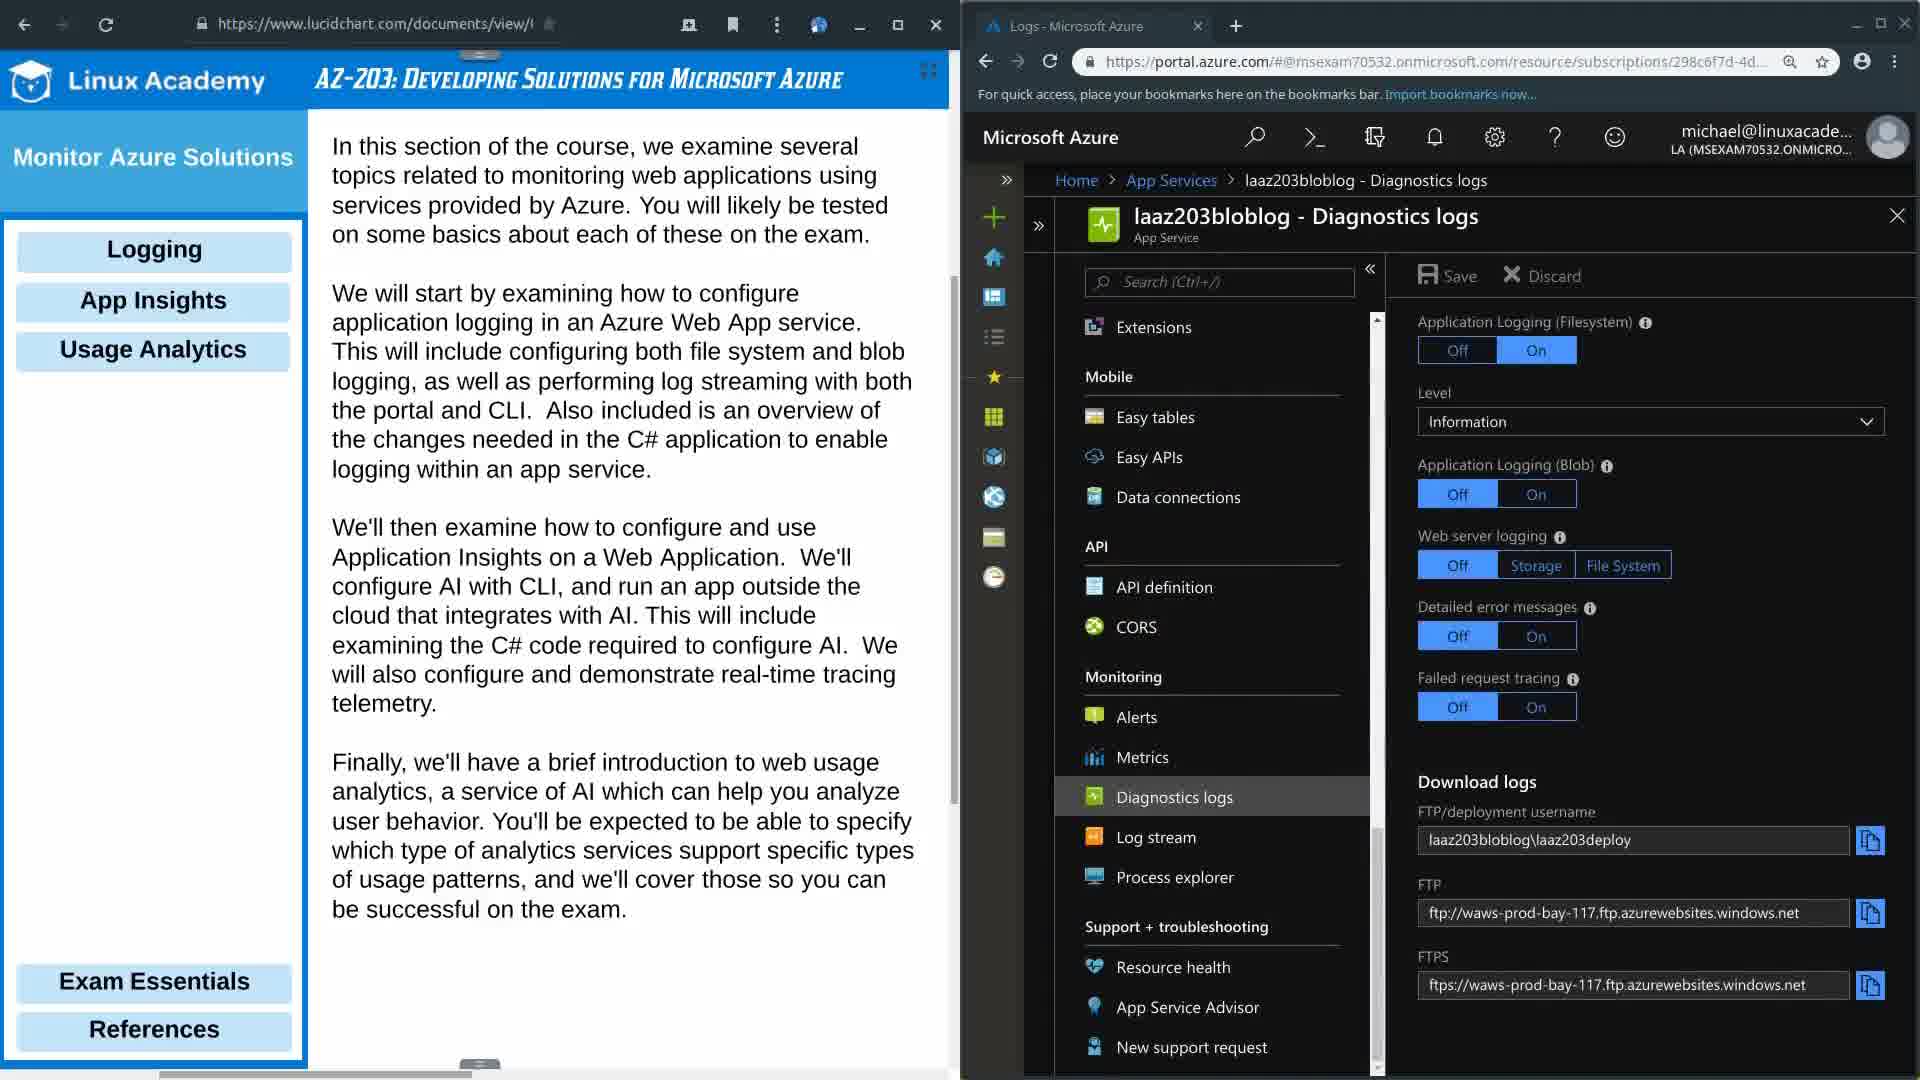 https://www.lucidchart.com/documents/view/
Linux Academy
AZ-203: Developing Solutions for Microsoft Azure
Monitor Azure Solutions
Logging
App Insights
Usage Analytics
Exam Essentials
References
In this section of the course, we examine several
topics related to monitoring web applications using
services provided by Azure. You will likely be tested
on some basics about each of these on the exam.
We will start by examining how to configure
application logging in an Azure Web App service.
This will include configuring both file system and blob
logging, as well as performing log streaming with both
the portal and CLI.  Also included is an overview of
the changes needed in the C# application to enable
logging within an app service.
We'll then examine how to configure and use
Application Insights on a Web Application.  We'll
configure AI with CLI, and run an app outside the
cloud that integrates with AI. This will include
examining the C# code required to configure AI.  We
will also configure and demonstrate real-time tracing
telemetry.
Finally, we'll have a brief introduction to web usage
analytics, a service of AI which can help you analyze
user behavior. You'll be expected to be able to specify
which type of analytics services support specific types
of usage patterns, and we'll cover those so you can
be successful on the exam.
Logs - Microsoft Azure
https://portal.azure.com/#@msexam70532.onmicrosoft.com/resource/subscriptions/298c6f7d-4d...
For quick access, place your bookmarks here on the bookmarks bar. Import bookmarks now...
Microsoft Azure
michael@linuxacade...
LA (MSEXAM70532.ONMICRO...
Home > App Services > laaz203bloblog - Diagnostics logs
laaz203bloblog - Diagnostics logs
App Service
Search (Ctrl+/)
Extensions
Mobile
Easy tables
Easy APIs
Data connections
API
API definition
CORS
Monitoring
Alerts
Metrics
Diagnostics logs
Log stream
Process explorer
Support + troubleshooting
Resource health
App Service Advisor
New support request
Save Discard
Application Logging (Filesystem)
Off On
Level
Information
Application Logging (Blob)
Off On
Web server logging
Off Storage File System
Detailed error messages
Off On
Failed request tracing
Off On
Download logs
FTP/deployment username
laaz203bloblog\laaz203deploy
FTP
ftp://waws-prod-bay-117.ftp.azurewebsites.windows.net
FTPS
ftps://waws-prod-bay-117.ftp.azurewebsites.windows.net